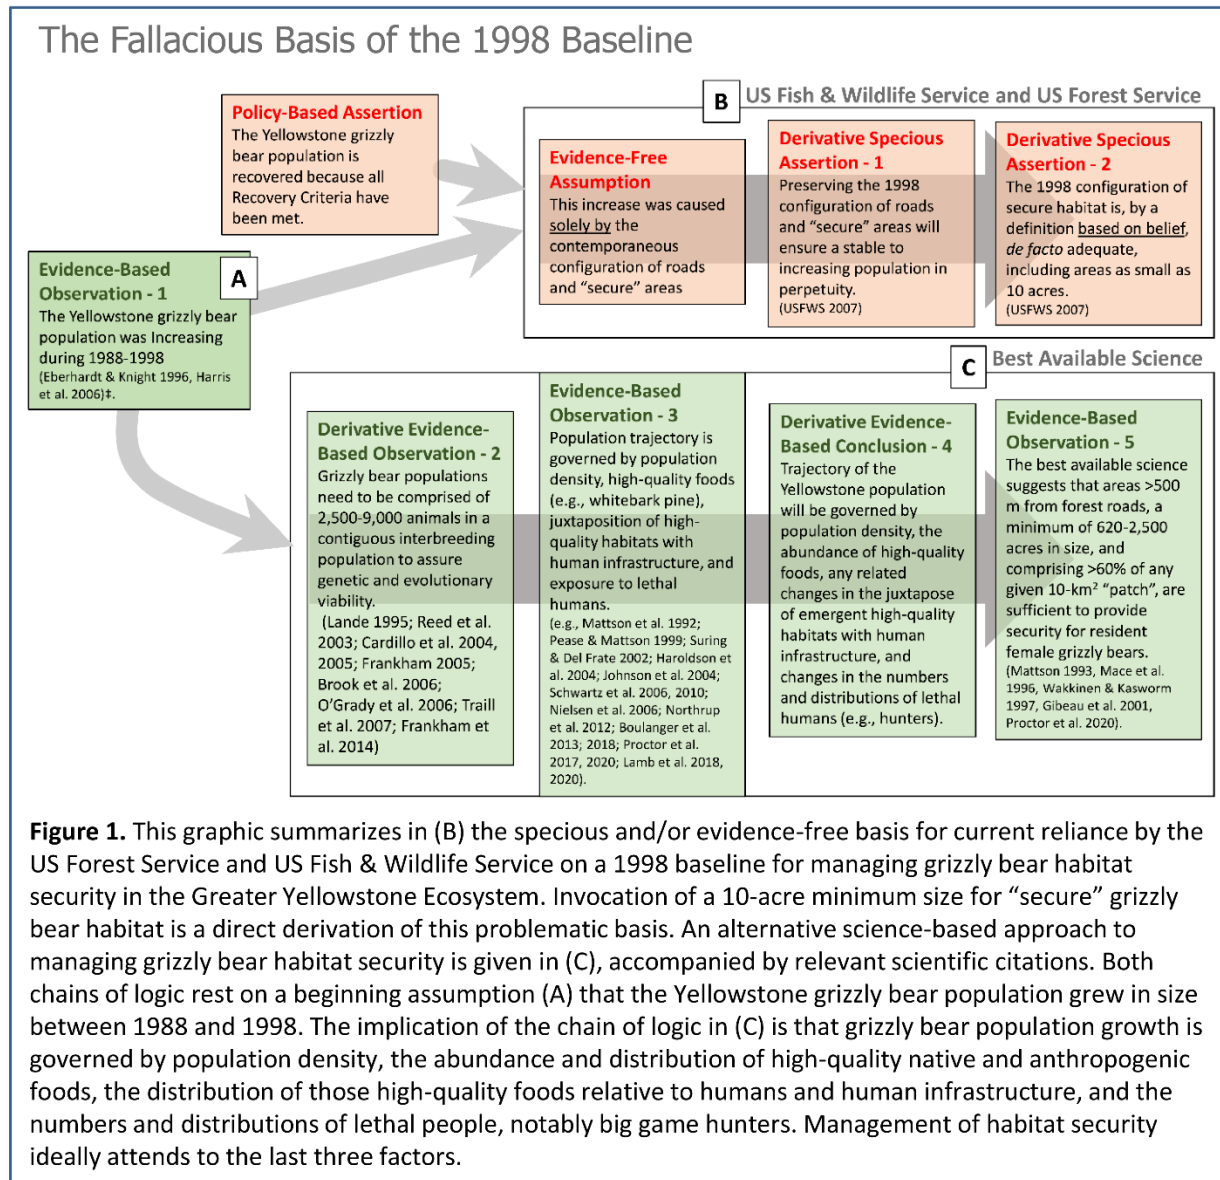 The Fallacious Basis of the 1998 Baseline
Policy-Based Assertion
The Yellowstone grizzly
bear population is
recovered because all
Recovery Criteria have
been met.
A
Evidence-Based
Observation - 1
The Yellowstone grizzly bear
population was Increasing
during 1988-1998
(Eberhardt & Knight 1996, Harris
et al. 2006)‡.
B
US Fish & Wildlife Service and US Forest Service
Evidence-Free
Assumption
This increase was caused
solely by the
contemporaneous
configuration of roads
and “secure” areas
Derivative Specious
Assertion - 1
Preserving the 1998
configuration of roads
and “secure” areas will
ensure a stable to
increasing population in
perpetuity.
(USFWS 2007)
Derivative Specious
Assertion - 2
The 1998 configuration of
secure habitat is, by a
definition based on belief,
de facto adequate,
including areas as small as
10 acres.
(USFWS 2007)
C
Best Available Science
Derivative Evidence-
Based Observation - 2
Grizzly bear populations
need to be comprised of
2,500-9,000 animals in a
contiguous interbreeding
population to assure
genetic and evolutionary
viability.
(Lande 1995; Reed et al.
2003; Cardillo et al. 2004,
2005; Frankham 2005;
Brook et al. 2006;
O’Grady et al. 2006; Traill
et al. 2007; Frankham et
al. 2014)
Evidence-Based
Observation - 3
Population trajectory is
governed by population
density, high-quality foods
(e.g., whitebark pine),
juxtaposition of high-
quality habitats with
human infrastructure, and
exposure to lethal
humans.
(e.g., Mattson et al. 1992;
Pease & Mattson 1999; Suring
& Del Frate 2002; Haroldson
et al. 2004; Johnson et al. 2004;
Schwartz et al. 2006, 2010;
Nielsen et al. 2006; Northrup
et al. 2012; Boulanger et al.
2013; 2018; Proctor et al.
2017, 2020; Lamb et al. 2018,
2020).
Derivative Evidence-
Based Conclusion - 4
Trajectory of the
Yellowstone population
will be governed by
population density, the
abundance of high-quality
foods, any related
changes in the juxtapose
of emergent high-quality
habitats with human
infrastructure, and
changes in the numbers
and distributions of lethal
humans (e.g., hunters).
Evidence-Based
Observation - 5
The best available science
suggests that areas >500
m from forest roads, a
minimum of 620-2,500
acres in size, and
comprising >60% of any
given 10-km² “patch”, are
sufficient to provide
security for resident
female grizzly bears.
(Mattson 1993, Mace et al.
1996, Wakkinen & Kasworm
1997, Gibeau et al. 2001,
Proctor et al. 2020).
Figure 1. This graphic summarizes in (B) the specious and/or evidence-free basis for current reliance by the
US Forest Service and US Fish & Wildlife Service on a 1998 baseline for managing grizzly bear habitat
security in the Greater Yellowstone Ecosystem. Invocation of a 10-acre minimum size for “secure” grizzly
bear habitat is a direct derivation of this problematic basis. An alternative science-based approach to
managing grizzly bear habitat security is given in (C), accompanied by relevant scientific citations. Both
chains of logic rest on a beginning assumption (A) that the Yellowstone grizzly bear population grew in size
between 1988 and 1998. The implication of the chain of logic in (C) is that grizzly bear population growth is
governed by population density, the abundance and distribution of high-quality native and anthropogenic
foods, the distribution of those high-quality foods relative to humans and human infrastructure, and the
numbers and distributions of lethal people, notably big game hunters. Management of habitat security
ideally attends to the last three factors.